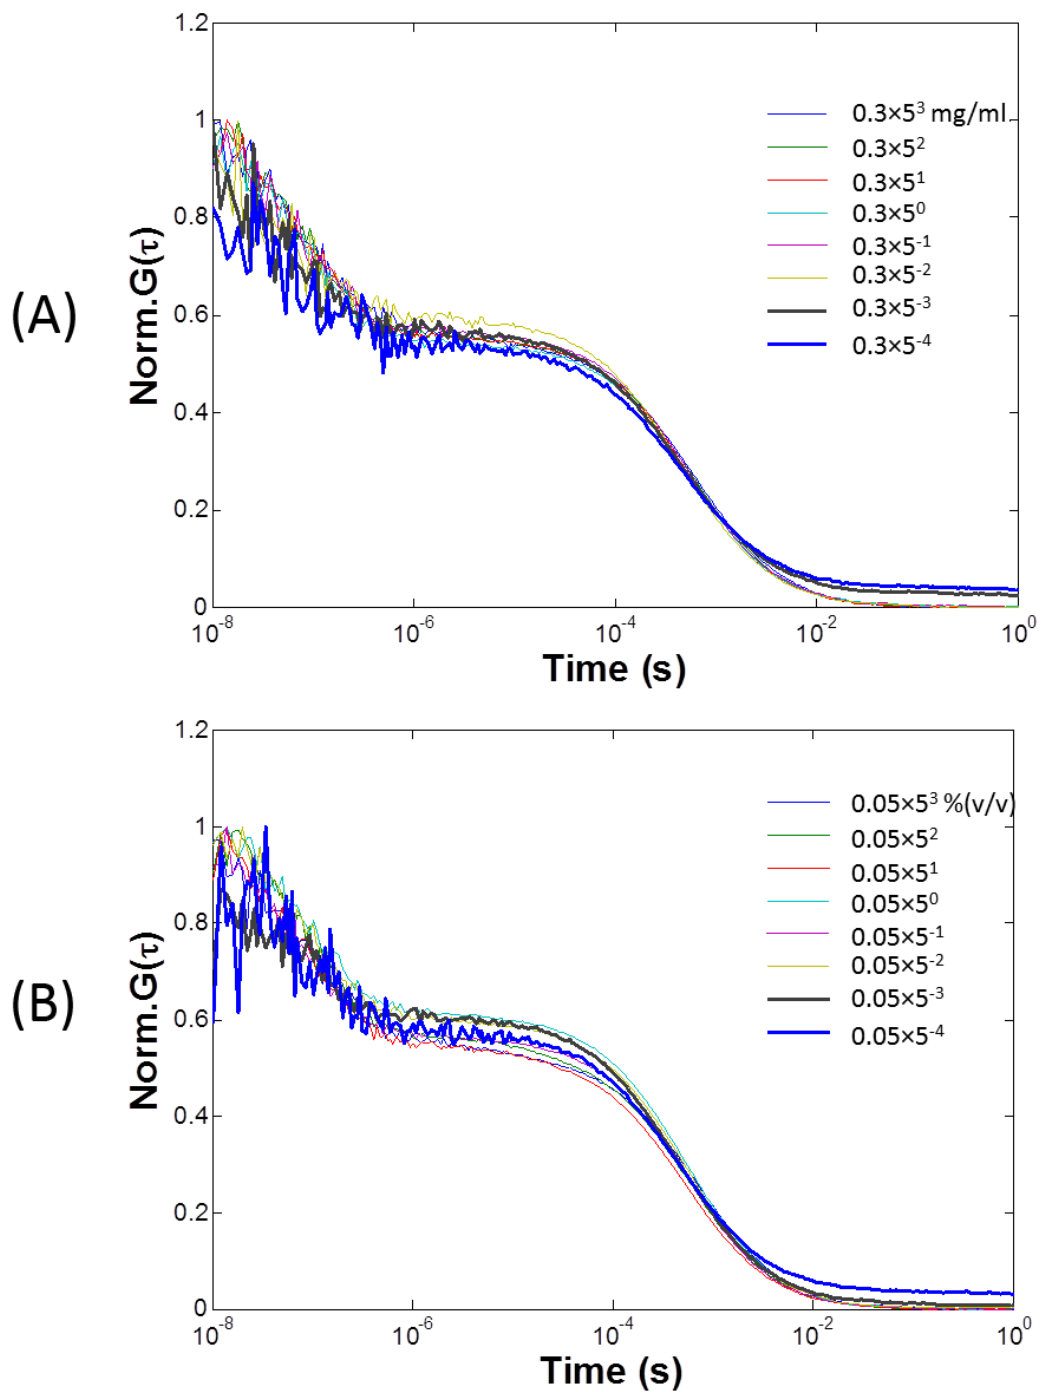 (A)
Norm.G(τ)
1.2
1
0.8
0.6
0.4
0.2
0
0.3×5³ mg/ml
0.3×5²
0.3×5¹
0.3×5⁰
0.3×5⁻¹
0.3×5⁻²
0.3×5⁻³
0.3×5⁻⁴
10⁻⁸ 10⁻⁶ 10⁻⁴ 10⁻² 10⁰
Time (s)
(B)
Norm.G(τ)
1.2
1
0.8
0.6
0.4
0.2
0
0.05×5³ %(v/v)
0.05×5²
0.05×5¹
0.05×5⁰
0.05×5⁻¹
0.05×5⁻²
0.05×5⁻³
0.05×5⁻⁴
10⁻⁸ 10⁻⁶ 10⁻⁴ 10⁻² 10⁰
Time (s)